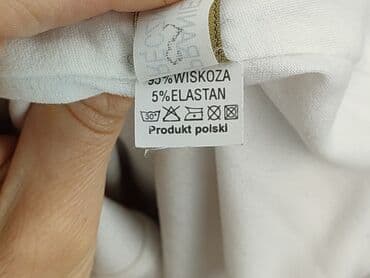 95% WISKOZA
5% ELASTAN
30°
Produkt polski